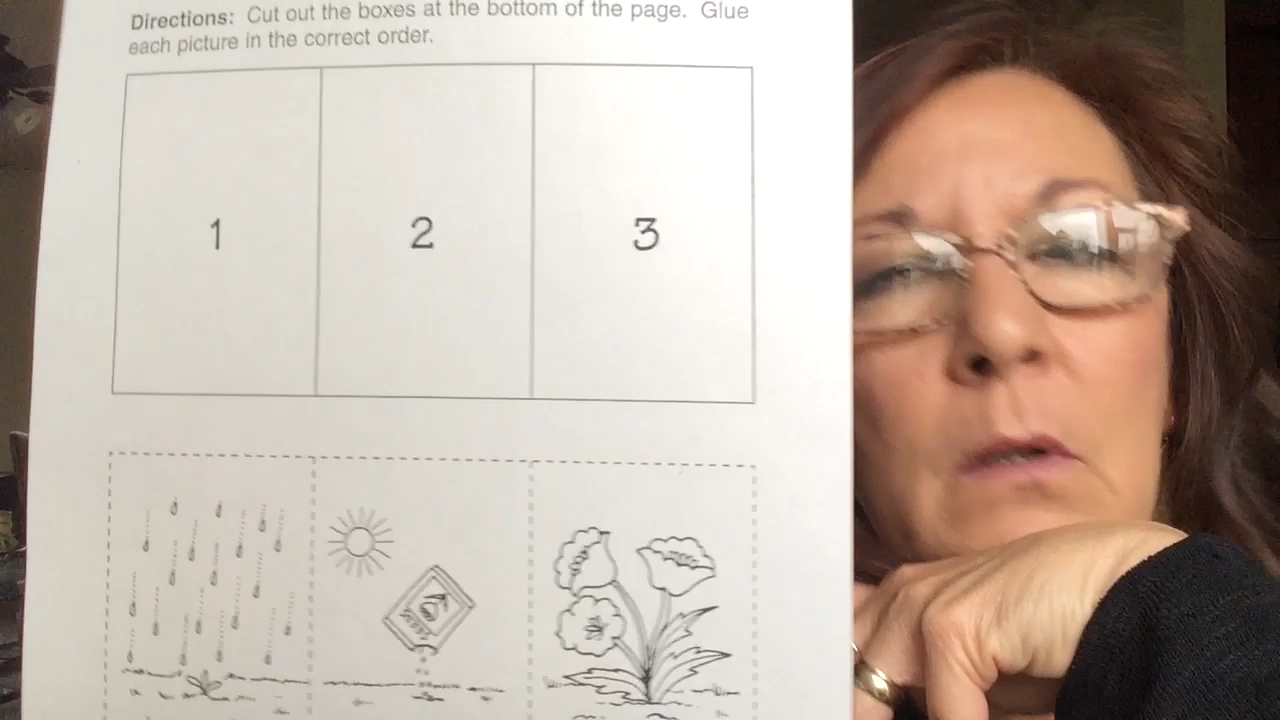 Directions: Cut out the boxes at the bottom of the page. Glue
each picture in the correct order.
1 2 3